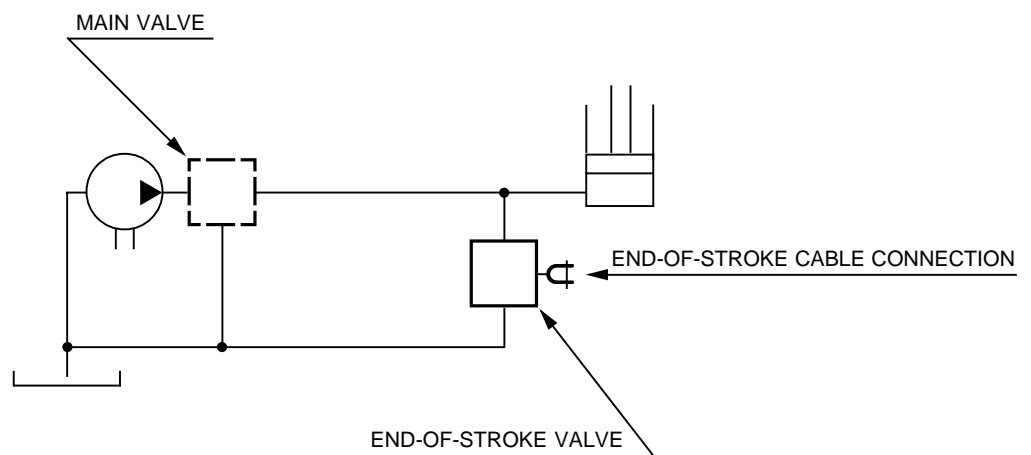 MAIN VALVE
END-OF-STROKE CABLE CONNECTION
END-OF-STROKE VALVE